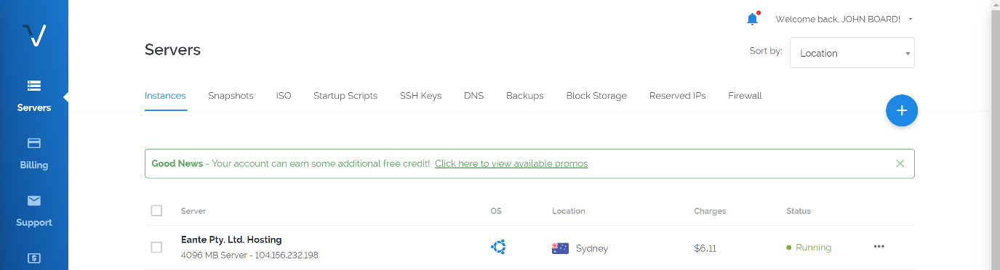 Welcome back, JOHN BOARD!
Servers
Sort by: Location
Instances Snapshots ISO Startup Scripts SSH Keys DNS Backups Block Storage Reserved IPs Firewall
Servers
Billing
Support
Good News - Your account can earn some additional free credit! Click here to view available promos
Server OS Location Charges Status
Eante Pty. Ltd. Hosting
4096 MB Server - 104.156.232.198
Sydney $6.11 Running